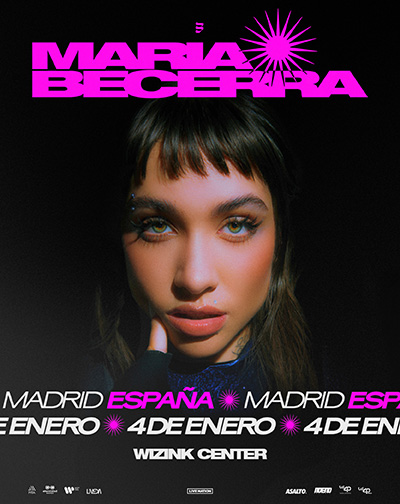 MARIA
BECERRA
MADRID ESPAÑA MADRID ESPA
E ENERO 4 DE ENERO 4 DE EN
WIZINK CENTER
LIVE NATION
ASALTO.